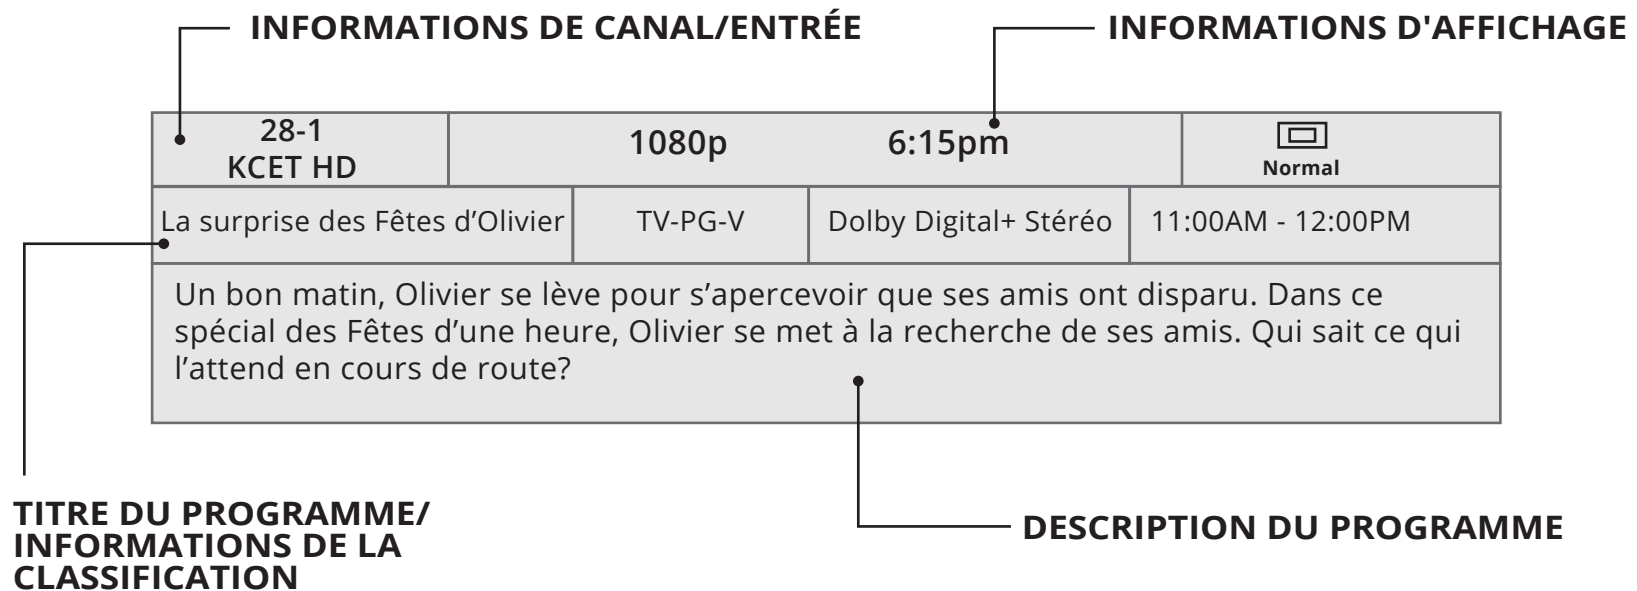 INFORMATIONS DE CANAL/ENTRÉE
INFORMATIONS D'AFFICHAGE
28-1
KCET HD
1080p
6:15pm
Normal
La surprise des Fêtes d’Olivier
TV-PG-V
Dolby Digital+ Stéréo
11:00AM - 12:00PM
Un bon matin, Olivier se lève pour s’apercevoir que ses amis ont disparu. Dans ce
spécial des Fêtes d’une heure, Olivier se met à la recherche de ses amis. Qui sait ce qui
l’attend en cours de route?
TITRE DU PROGRAMME/
INFORMATIONS DE LA
CLASSIFICATION
DESCRIPTION DU PROGRAMME